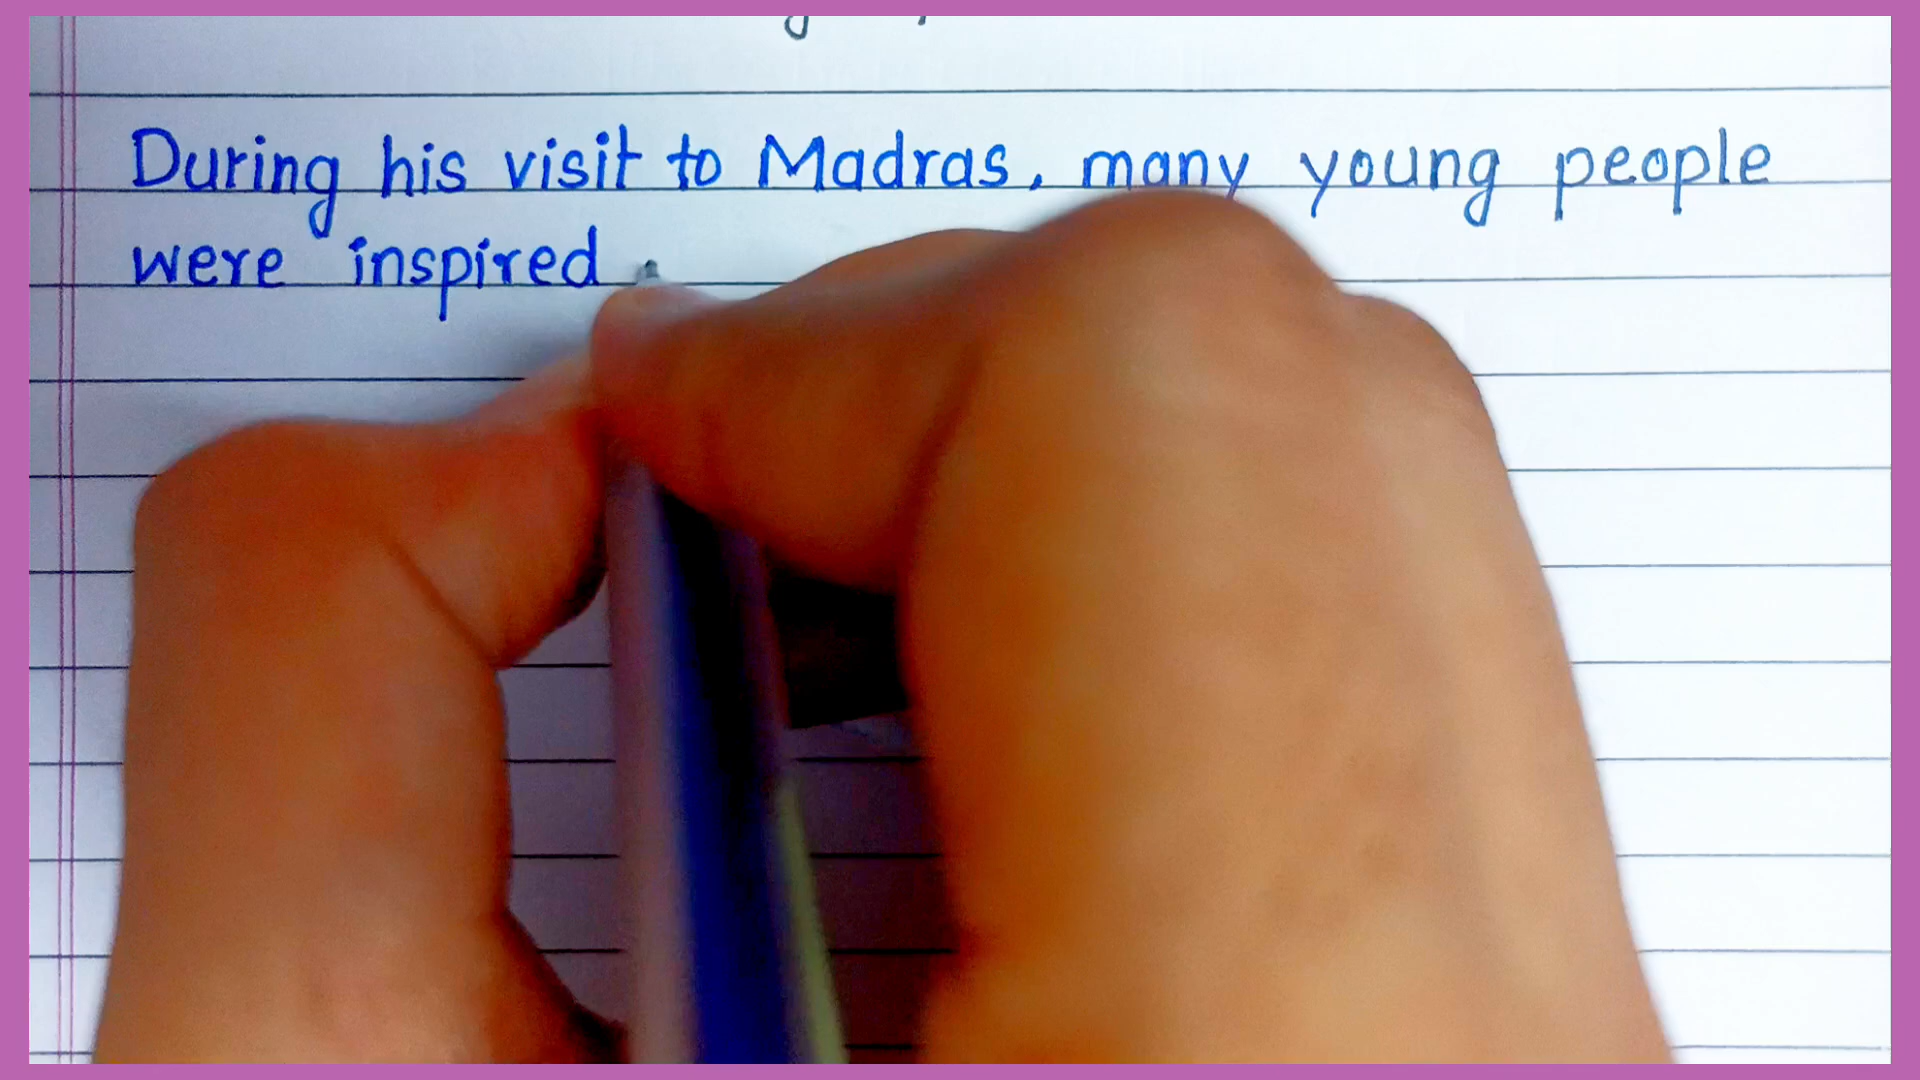 During his visit to Madras, many young people
were inspired